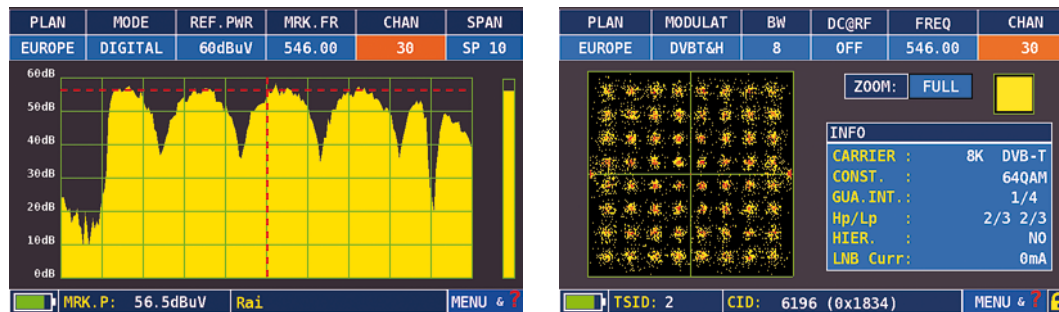 PLAN MODE REF.PWR MRK.FR CHAN SPAN
EUROPE DIGITAL 60dBuV 546.00 30 SP 10
60dB
50dB
40dB
30dB
20dB
10dB
0dB
MRK.P: 56.5dBuV Rai MENU & ?
PLAN MODULAT BW DC@RF FREQ CHAN
EUROPE DVBT&H 8 OFF 546.00 30
ZOOM: FULL
INFO
CARRIER : 8K DVB-T
CONST. : 64QAM
GUA.INT.: 1/4
Hp/Lp : 2/3 2/3
HIER. : NO
LNB Curr: 0mA
TSID: 2 CID: 6196 (0x1834) MENU & ?